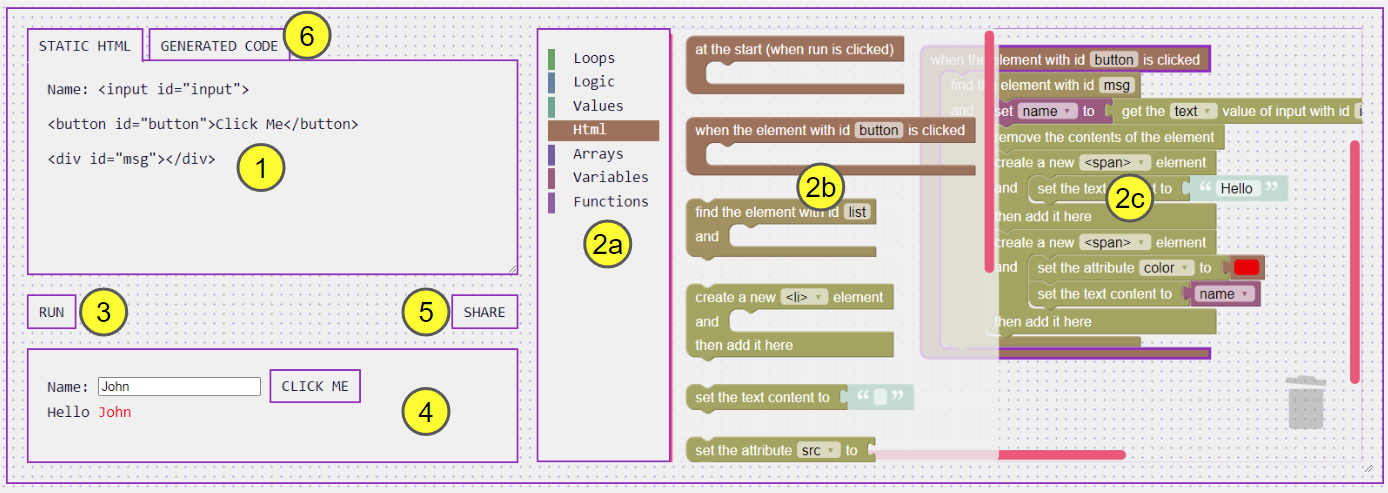 STATIC HTML
GENERATED CODE
6
Name: <input id="input">
<button id="button">Click Me</button>
<div id="msg"></div>
1
RUN
3
5
SHARE
Name: John CLICK ME
Hello John
4
Loops
Logic
Values
Html
Arrays
Variables
Functions
2a
at the start (when run is clicked)
when the element with id button is clicked
2b
find the element with id list
and
create a new <li> element
and
then add it here
set the text content to “ ”
set the attribute src to
when the element with id button is clicked
find the element with id msg
and set name to get the text value of input with id
remove the contents of the element
create a new <span> element
and set the text content to “ Hello ”
2c
then add it here
create a new <span> element
and set the attribute color to
set the text content to name
then add it here